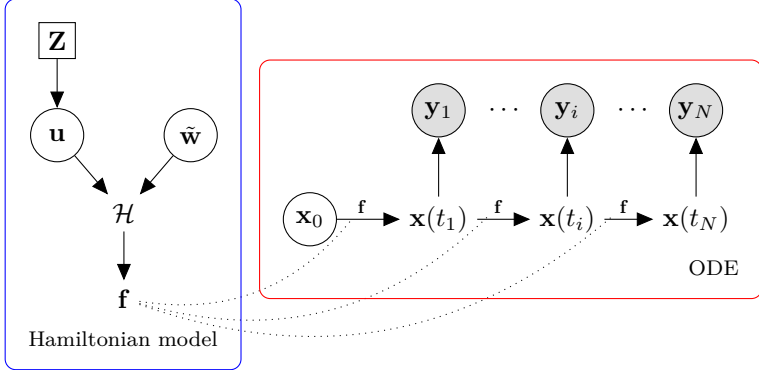 Z
u
w̃
ℋ
f
Hamiltonian model
y₁ ⋯ yᵢ ⋯ y_N
x₀ f x(t₁) f x(tᵢ) f x(t_N)
ODE